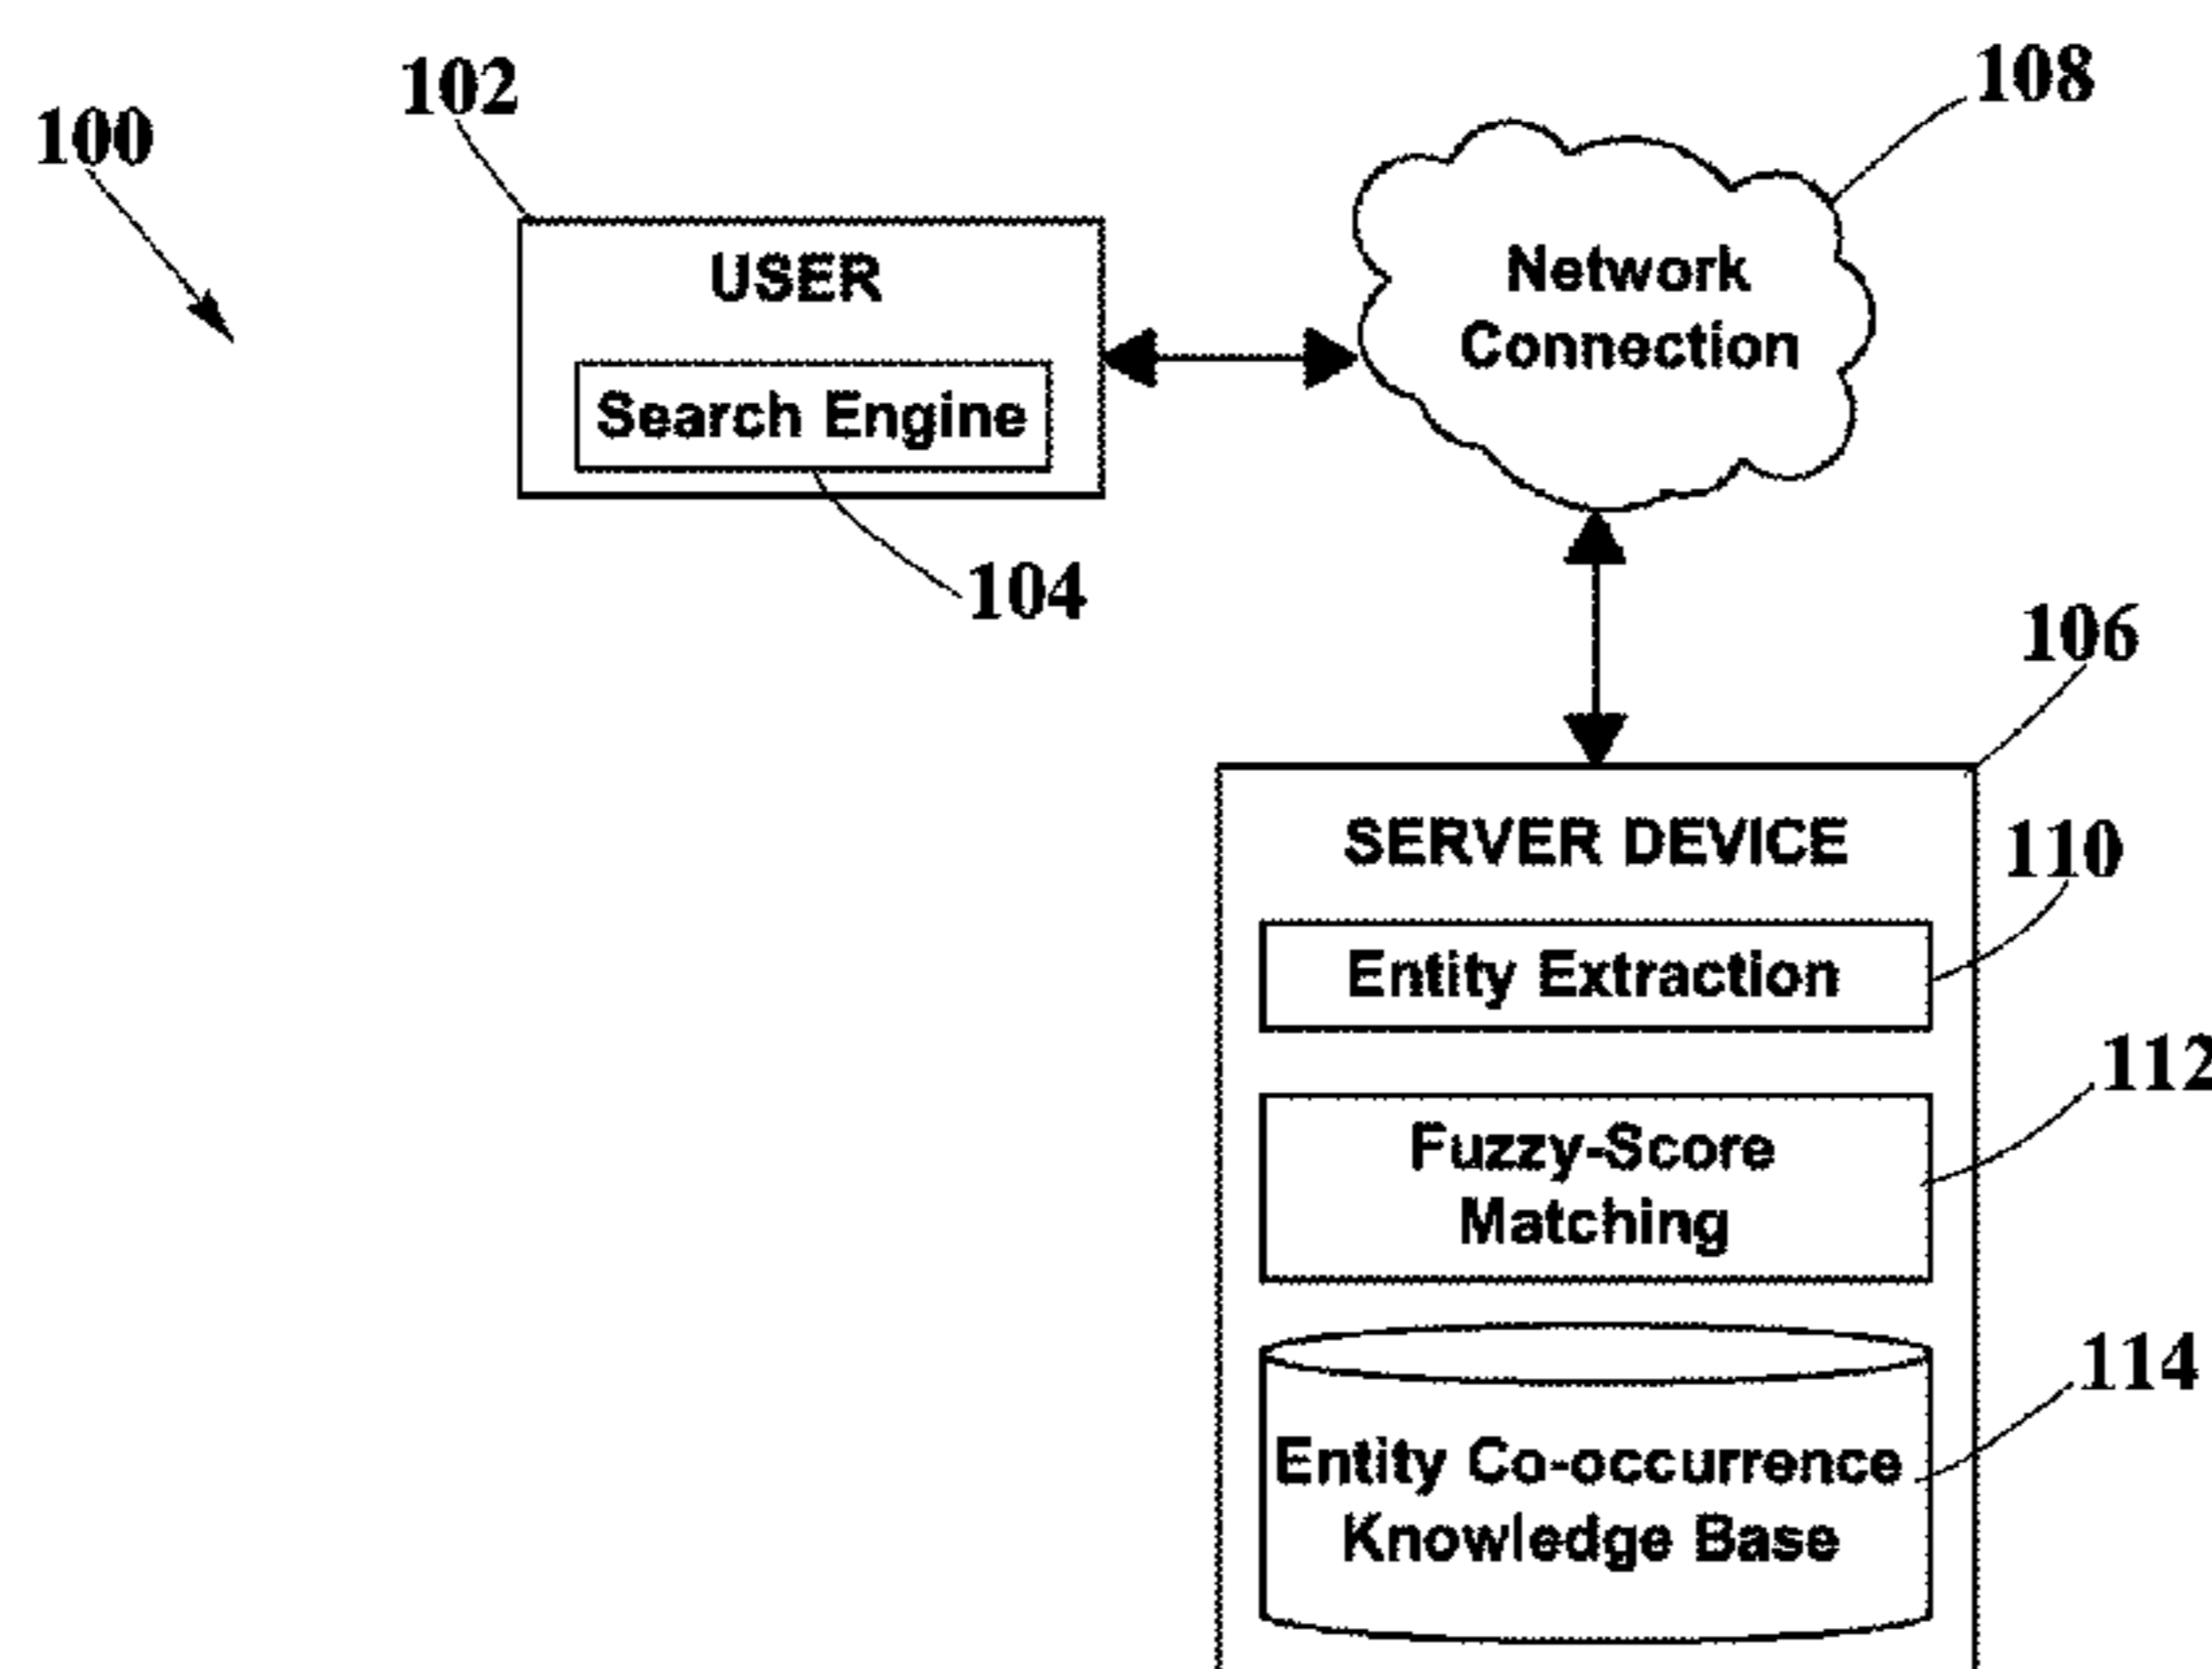 100
102
108
USER
Search Engine
104
Network
Connection
106
SERVER DEVICE
110
Entity Extraction
112
Fuzzy-Score
Matching
114
Entity Co-occurrence
Knowledge Base